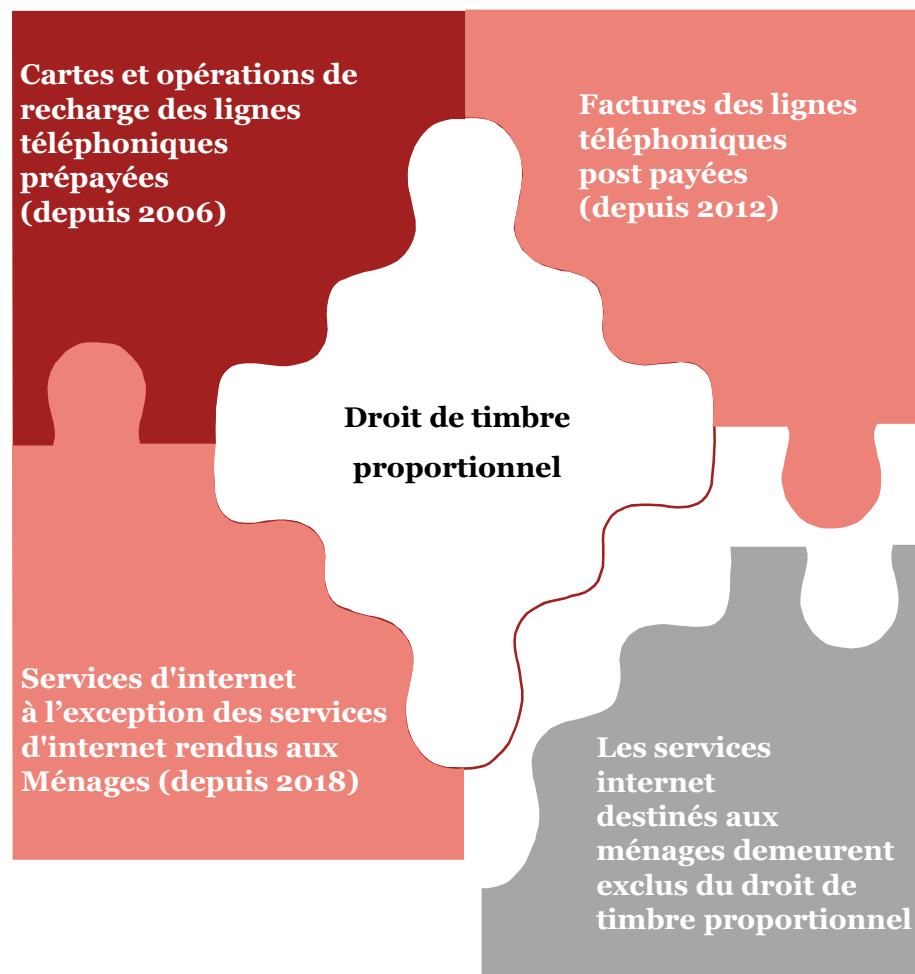 Cartes et opérations de
recharge des lignes
téléphoniques
prépayées
(depuis 2006)
Factures des lignes
téléphoniques
post payées
(depuis 2012)
Droit de timbre
proportionnel
Services d'internet
à l’exception des services
d'internet rendus aux
Ménages (depuis 2018)
Les services
internet
destinés aux
ménages demeurent
exclus du droit de
timbre proportionnel